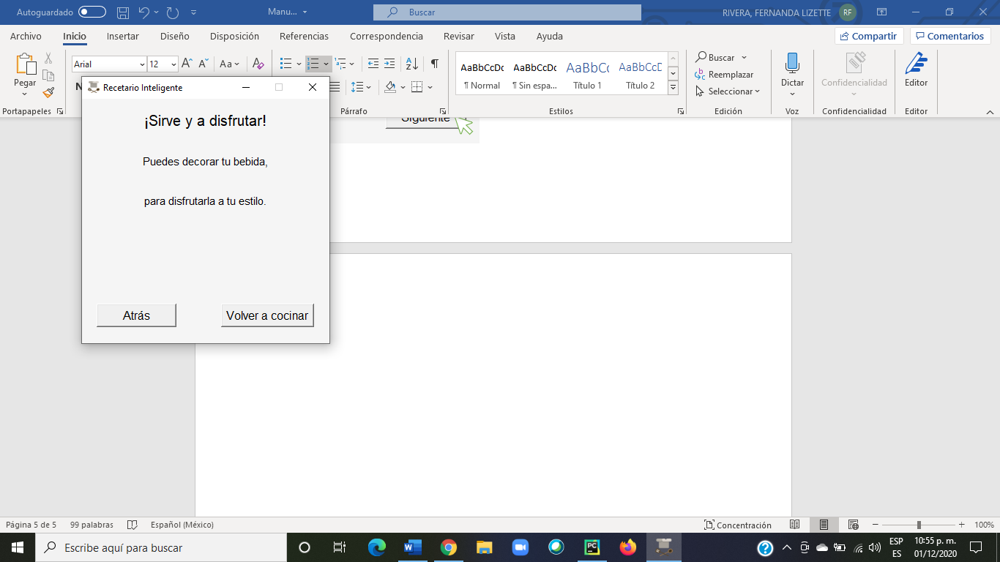 Autoguardado
Manu...
Buscar
RIVERA, FERNANDA LIZETTE
RF
Archivo
Inicio
Insertar
Diseño
Disposición
Referencias
Correspondencia
Revisar
Vista
Ayuda
Compartir
Comentarios
Pegar
Arial
12
Aa
N
AaBbCcDc
AaBbCcDc
AaBbCc
AaBbCcD
¶ Normal
¶ Sin espa...
Título 1
Título 2
Buscar
Reemplazar
Seleccionar
Dictar
Confidencialidad
Editor
Portapapeles
Párrafo
Estilos
Edición
Voz
Confidencialidad
Editor
Recetario Inteligente
¡Sirve y a disfrutar!
Puedes decorar tu bebida,
para disfrutarla a tu estilo.
Atrás
Volver a cocinar
Siguiente
Página 5 de 5
99 palabras
Español (México)
Concentración
100%
Escribe aquí para buscar
ESP
ES
10:55 p. m.
01/12/2020